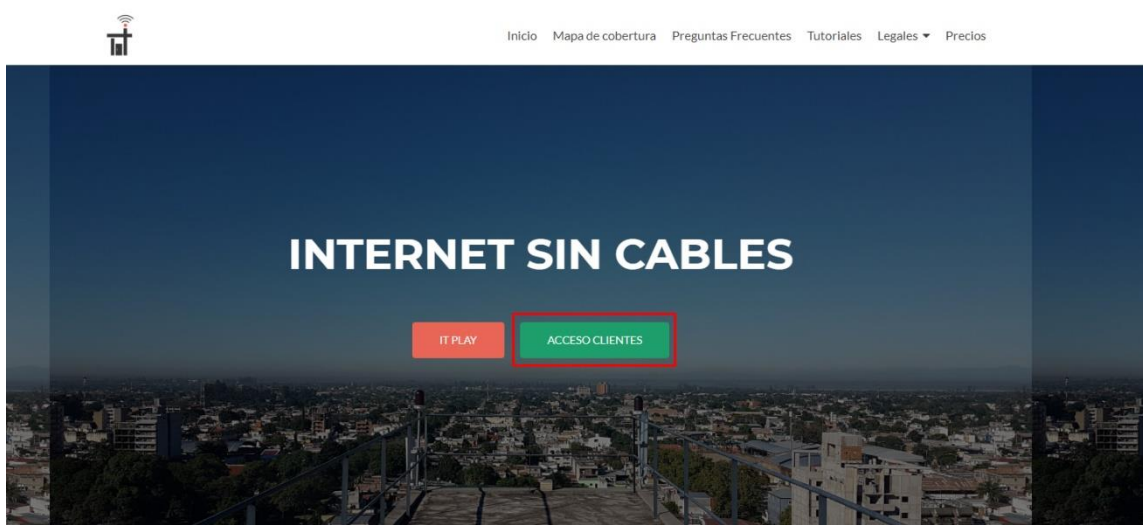 Inicio Mapa de cobertura Preguntas Frecuentes Tutoriales Legales Precios
INTERNET SIN CABLES
IT PLAY ACCESO CLIENTES